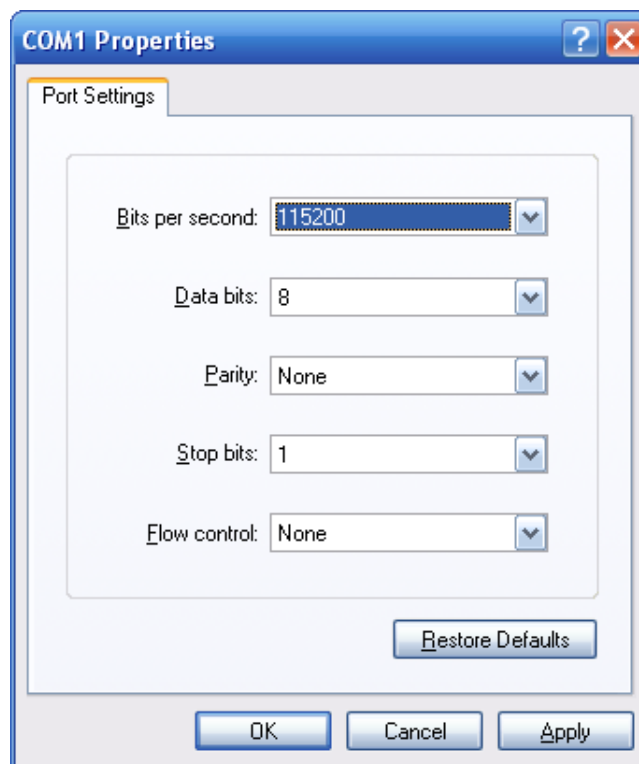 COM1 Properties
Port Settings
Bits per second: 115200
Data bits: 8
Parity: None
Stop bits: 1
Flow control: None
Restore Defaults
OK Cancel Apply